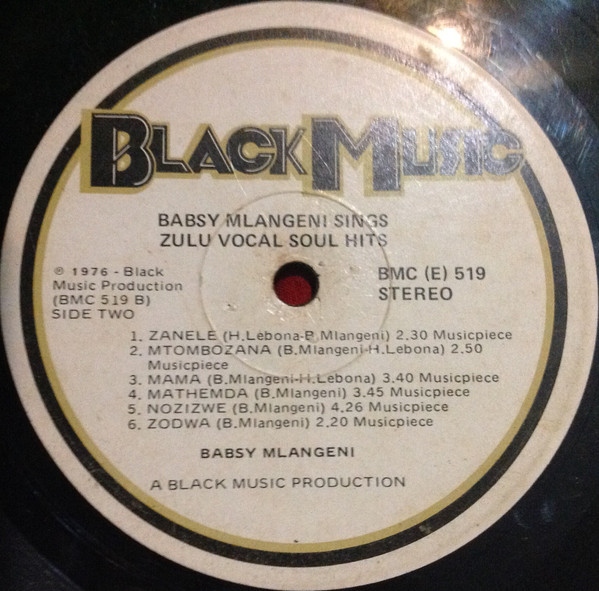 BLACK MUSIC
BABSY MLANGENI SINGS
ZULU VOCAL SOUL HITS
℗ 1976 - Black
Music Production
(BMC 519 B)
SIDE TWO
BMC (E) 519
STEREO
1. ZANELE (H.Lebona-B.Mlangeni) 2.30 Musicpiece
2. MTOMBOZANA (B.Mlangeni-H.Lebona) 2.50
Musicpiece
3. MAMA (B.Mlangeni-H.Lebona) 3.40 Musicpiece
4. MATHEMDA (B.Mlangeni) 3.45 Musicpiece
5. NOZIZWE (B.Mlangeni) 4.26 Musicpiece
6. ZODWA (B.Mlangeni) 2.20 Musicpiece
BABSY MLANGENI
A BLACK MUSIC PRODUCTION